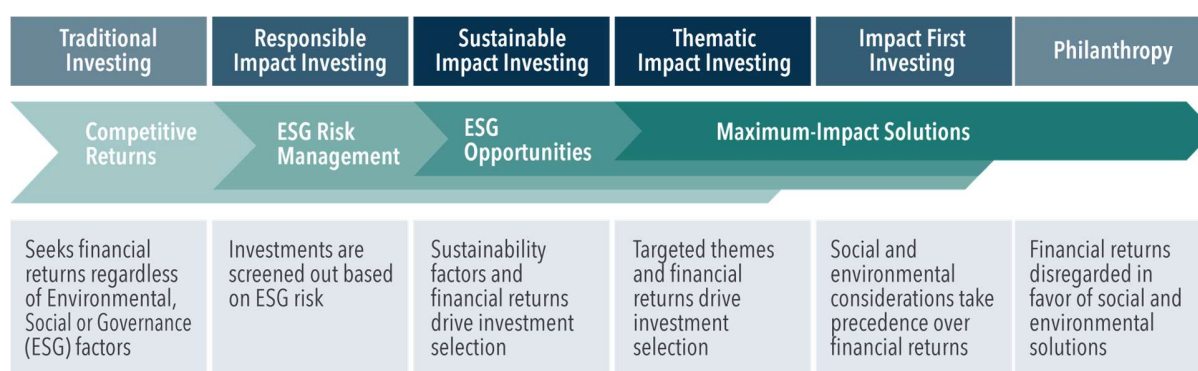 Traditional
Investing
Responsible
Impact Investing
Sustainable
Impact Investing
Thematic
Impact Investing
Impact First
Investing
Philanthropy
Competitive
Returns
ESG Risk
Management
ESG
Opportunities
Maximum-Impact Solutions
Seeks financial
returns regardless
of Environmental,
Social or Governance
(ESG) factors
Investments are
screened out based
on ESG risk
Sustainability
factors and
financial returns
drive investment
selection
Targeted themes
and financial
returns drive
investment
selection
Social and
environmental
considerations take
precedence over
financial returns
Financial returns
disregarded in
favor of social and
environmental
solutions